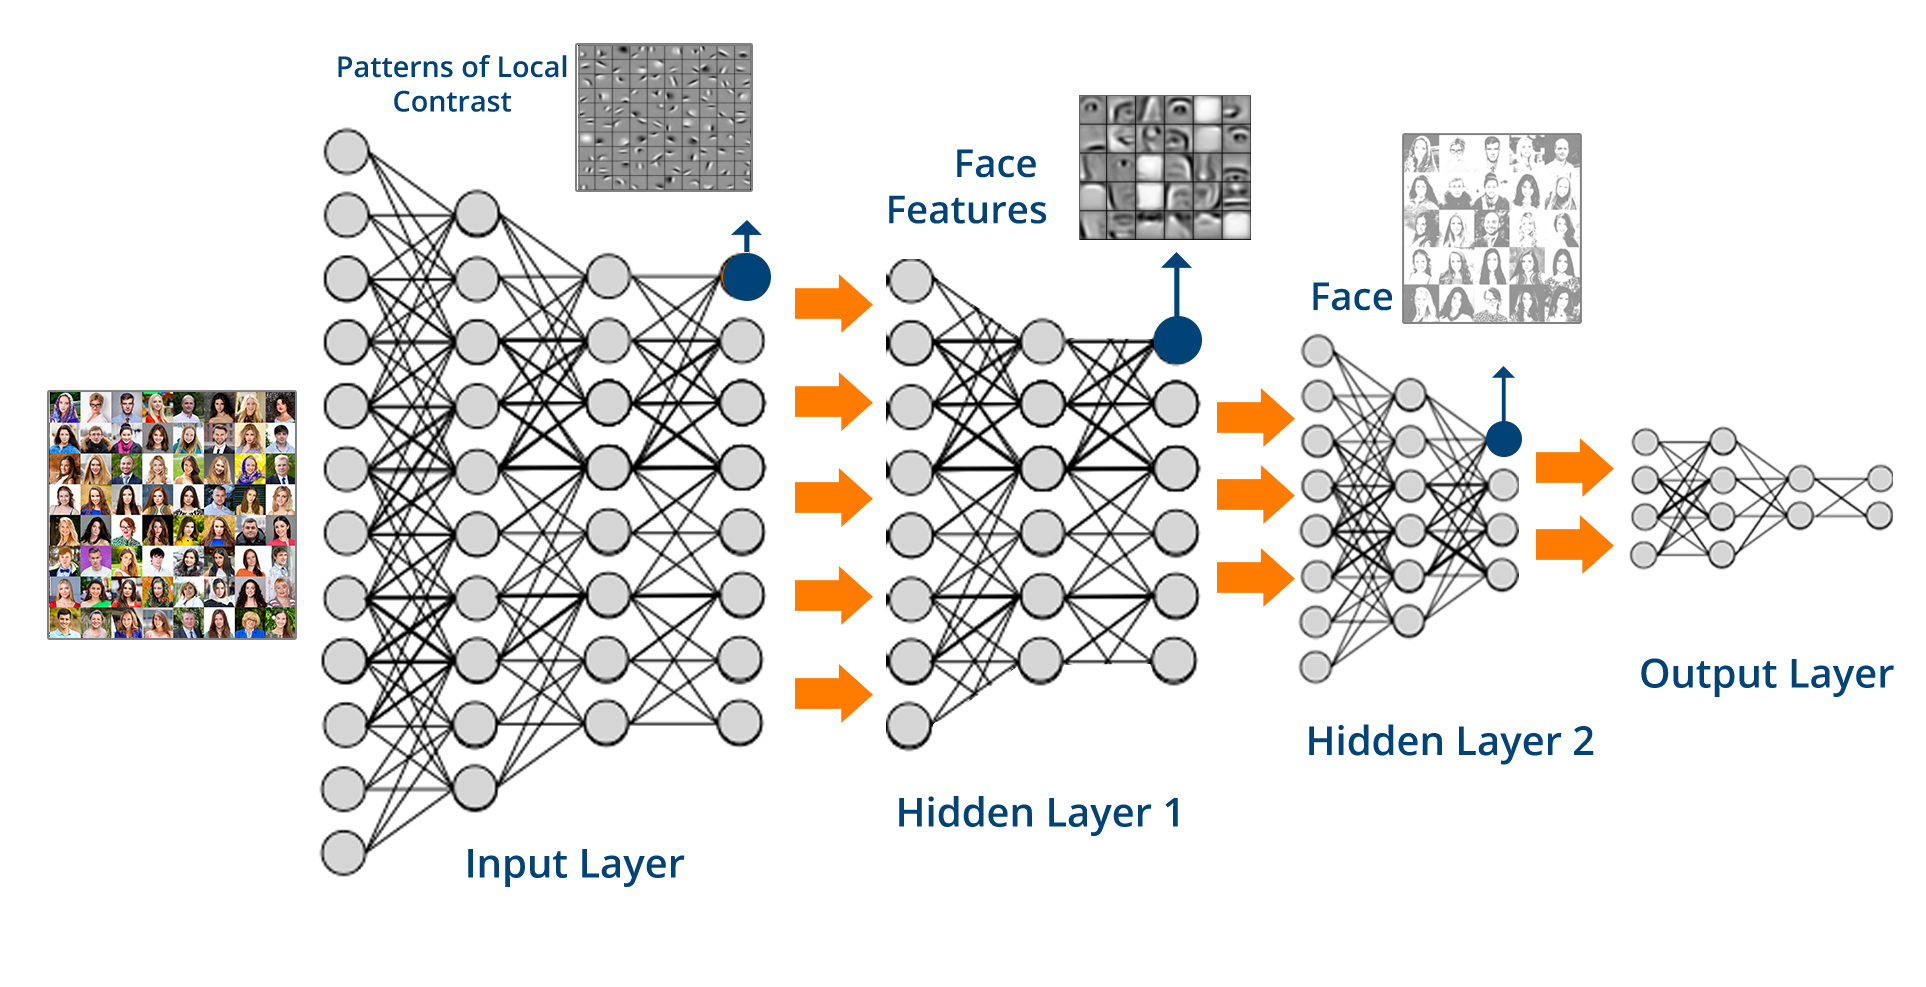 Patterns of Local
Contrast
Face
Features
Face
Input Layer
Hidden Layer 1
Hidden Layer 2
Output Layer